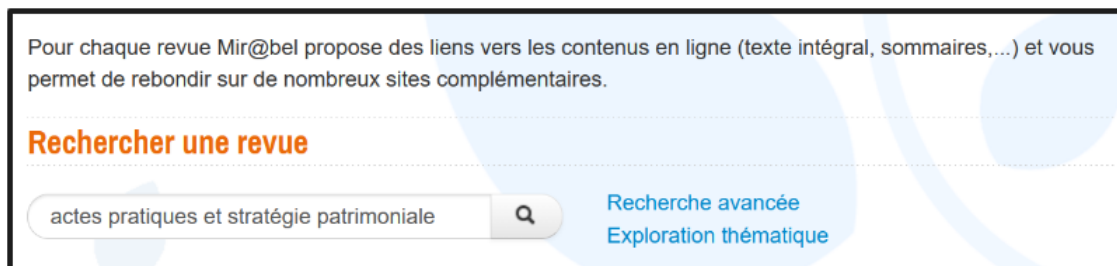 Pour chaque revue Mir@bel propose des liens vers les contenus en ligne (texte intégral, sommaires,...) et vous
permet de rebondir sur de nombreux sites complémentaires.
Rechercher une revue
actes pratiques et stratégie patrimoniale
Recherche avancée
Exploration thématique